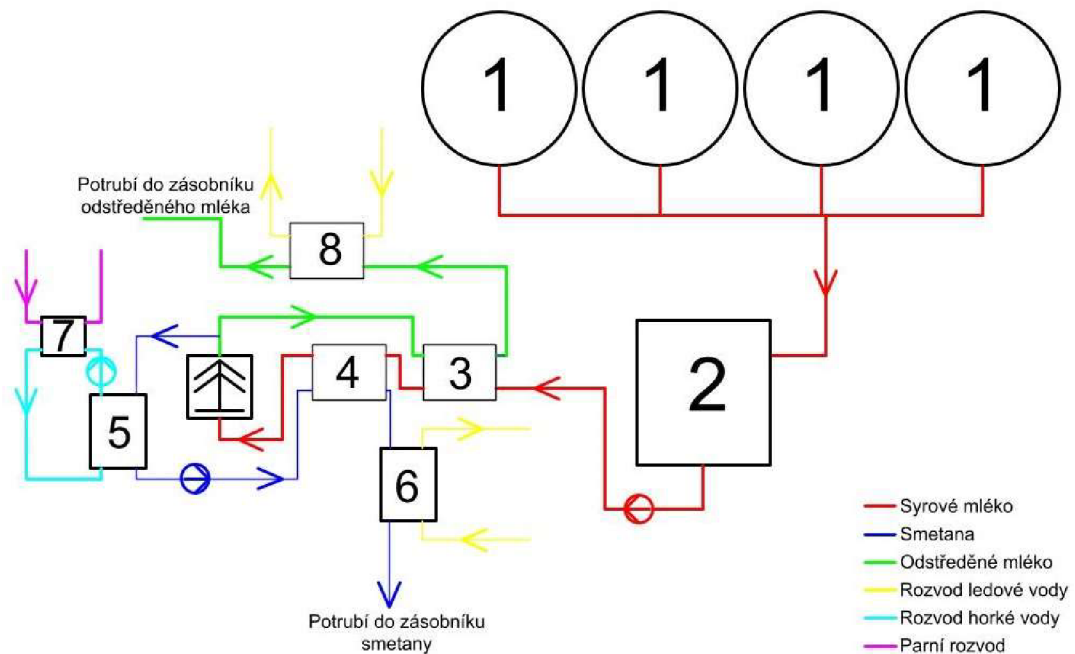 1 1 1 1
Potrubí do zásobníku
odstředěného mléka
8
7
4
3
2
5
6
Syrové mléko
Smetana
Odstředěné mléko
Rozvod ledové vody
Rozvod horké vody
Parní rozvod
Potrubí do zásobníku
smetany